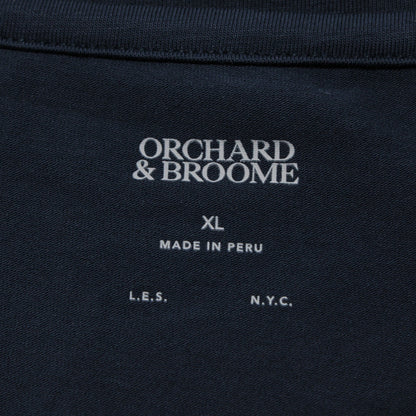 ORCHARD
& BROOME
XL
MADE IN PERU
L.E.S. N.Y.C.